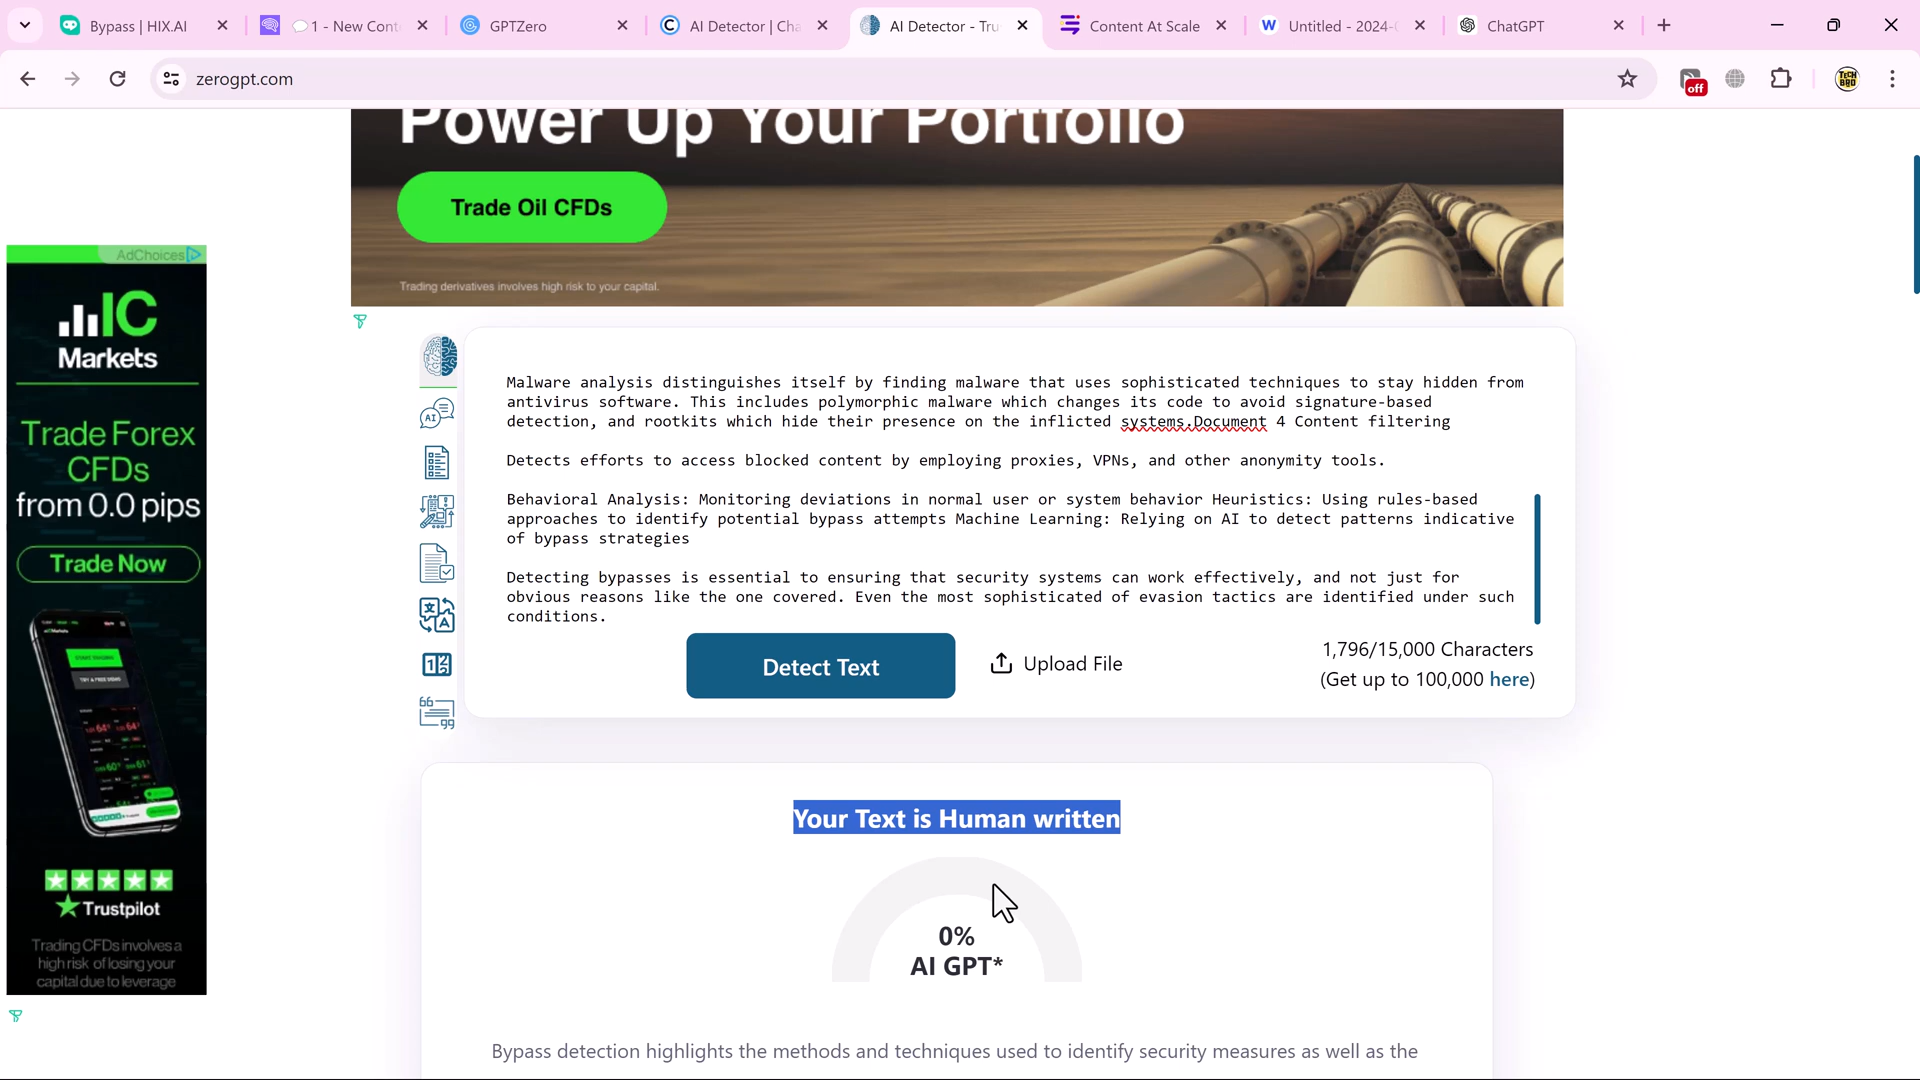 Bypass | HIX.AI
1 - New Cont
GPTZero
AI Detector | Cha
AI Detector - Tru
Content At Scale
Untitled - 2024-
ChatGPT
zerogpt.com
off
TECH BRO
Power Up Your Portfolio
Trade Oil CFDs
Trading derivatives involves high risk to your capital.
AdChoices
IC
Markets
Trade Forex
CFDs
from 0.0 pips
Trade Now
Trustpilot
Trading CFDs involves a
high risk of losing your
capital due to leverage
Malware analysis distinguishes itself by finding malware that uses sophisticated techniques to stay hidden from
antivirus software. This includes polymorphic malware which changes its code to avoid signature-based
detection, and rootkits which hide their presence on the inflicted systems.Document 4 Content filtering
Detects efforts to access blocked content by employing proxies, VPNs, and other anonymity tools.
Behavioral Analysis: Monitoring deviations in normal user or system behavior Heuristics: Using rules-based
approaches to identify potential bypass attempts Machine Learning: Relying on AI to detect patterns indicative
of bypass strategies
Detecting bypasses is essential to ensuring that security systems can work effectively, and not just for
obvious reasons like the one covered. Even the most sophisticated of evasion tactics are identified under such
conditions.
Detect Text
Upload File
1,796/15,000 Characters
(Get up to 100,000 here)
Your Text is Human written
0%
AI GPT*
Bypass detection highlights the methods and techniques used to identify security measures as well as the